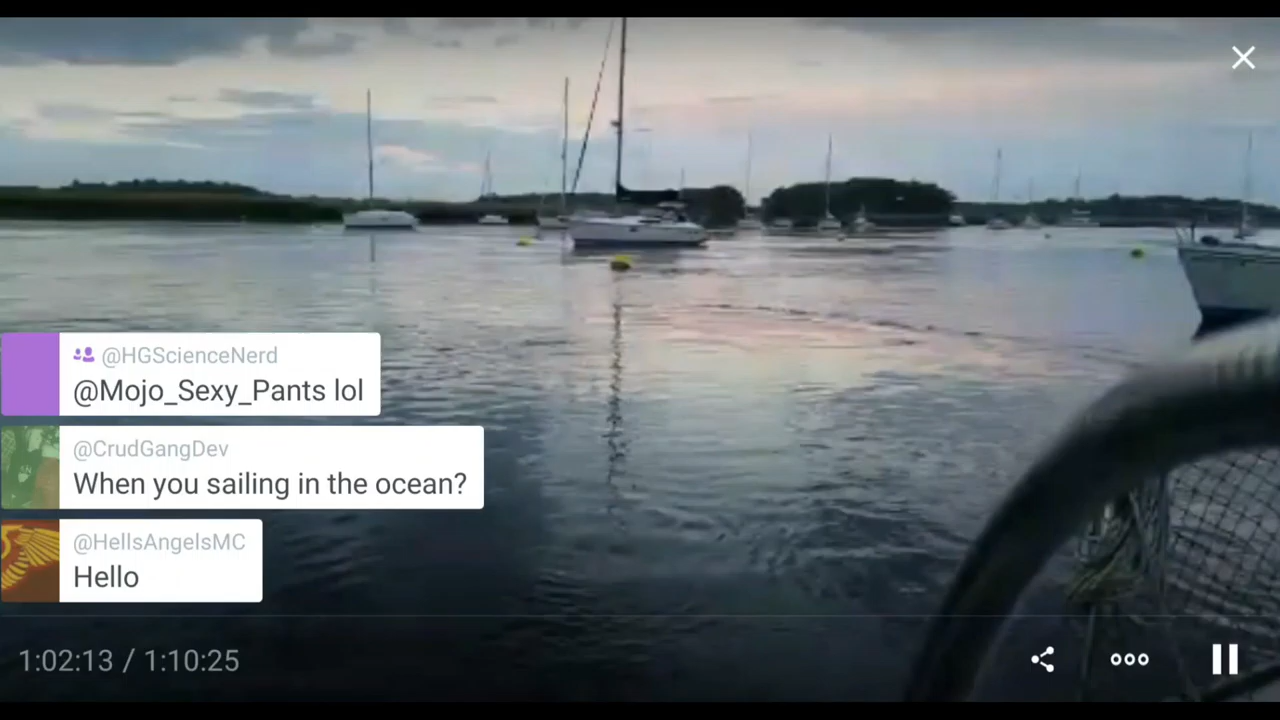 @HGScienceNerd
@Mojo_Sexy_Pants lol
@CrudGangDev
When you sailing in the ocean?
@HellsAngelsMC
Hello
1:02:13 / 1:10:25